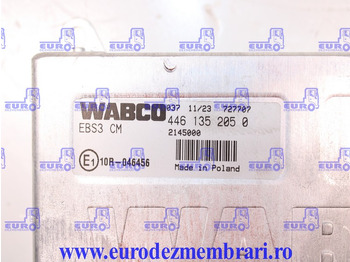 EURO
WABCO
037 11/23 727707
EBS3 CM
446 135 205 0
2145000
E1 10R-046456
Made in Poland
www.eurodezmembrari.ro